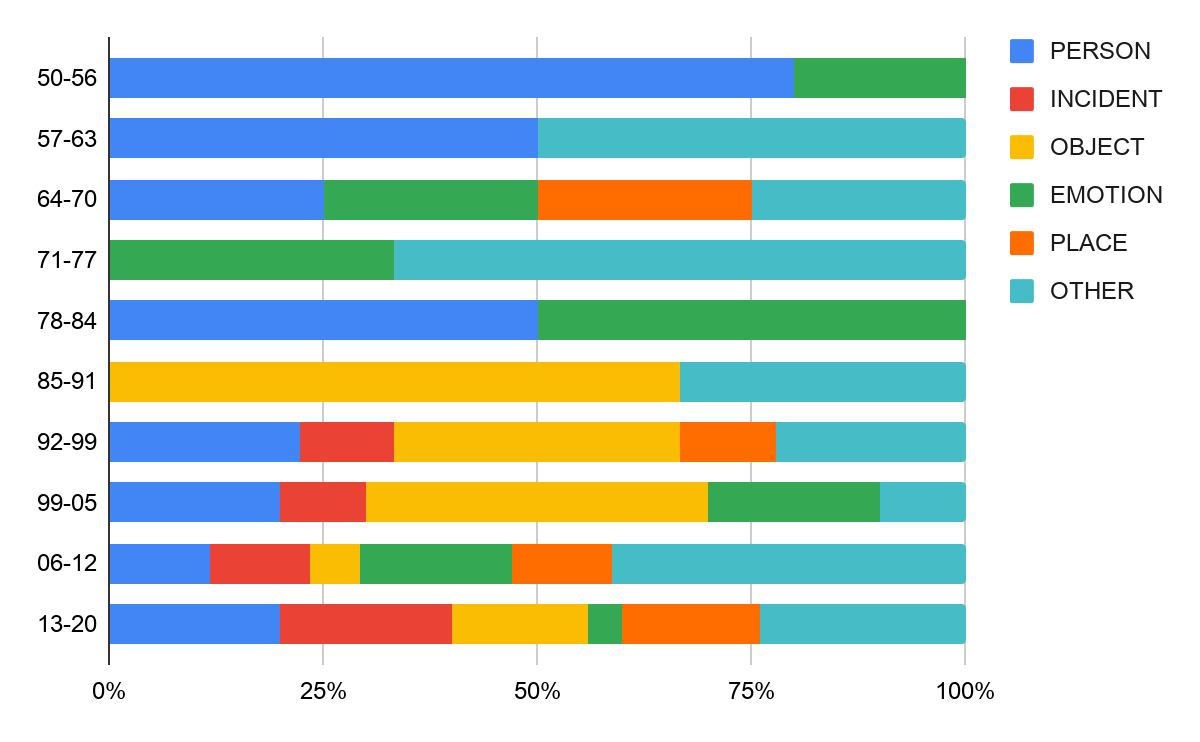 50-56
57-63
64-70
71-77
78-84
85-91
92-99
99-05
06-12
13-20
0% 25% 50% 75% 100%
PERSON
INCIDENT
OBJECT
EMOTION
PLACE
OTHER